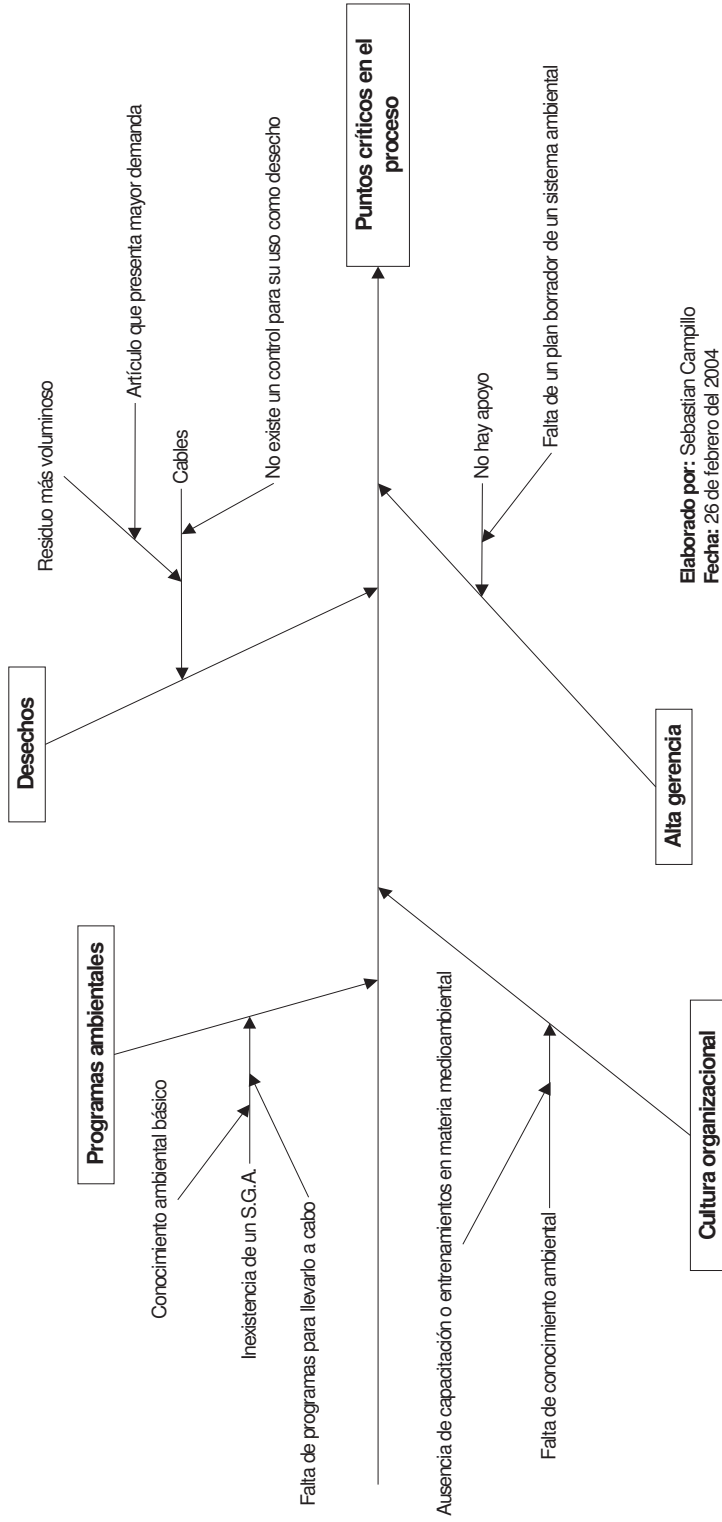 Programas ambientales
Conocimiento ambiental básico
Inexistencia de un S.G.A.
Falta de programas para llevarlo a cabo
Desechos
Residuo más voluminoso
Artículo que presenta mayor demanda
Cables
No existe un control para su uso como desecho
Puntos críticos en el
proceso
Ausencia de capacitación o entrenamientos en materia medioambiental
Falta de conocimiento ambiental
Cultura organizacional
No hay apoyo
Falta de un plan borrador de un sistema ambiental
Alta gerencia
Elaborado por: Sebastian Campillo
Fecha: 26 de febrero del 2004